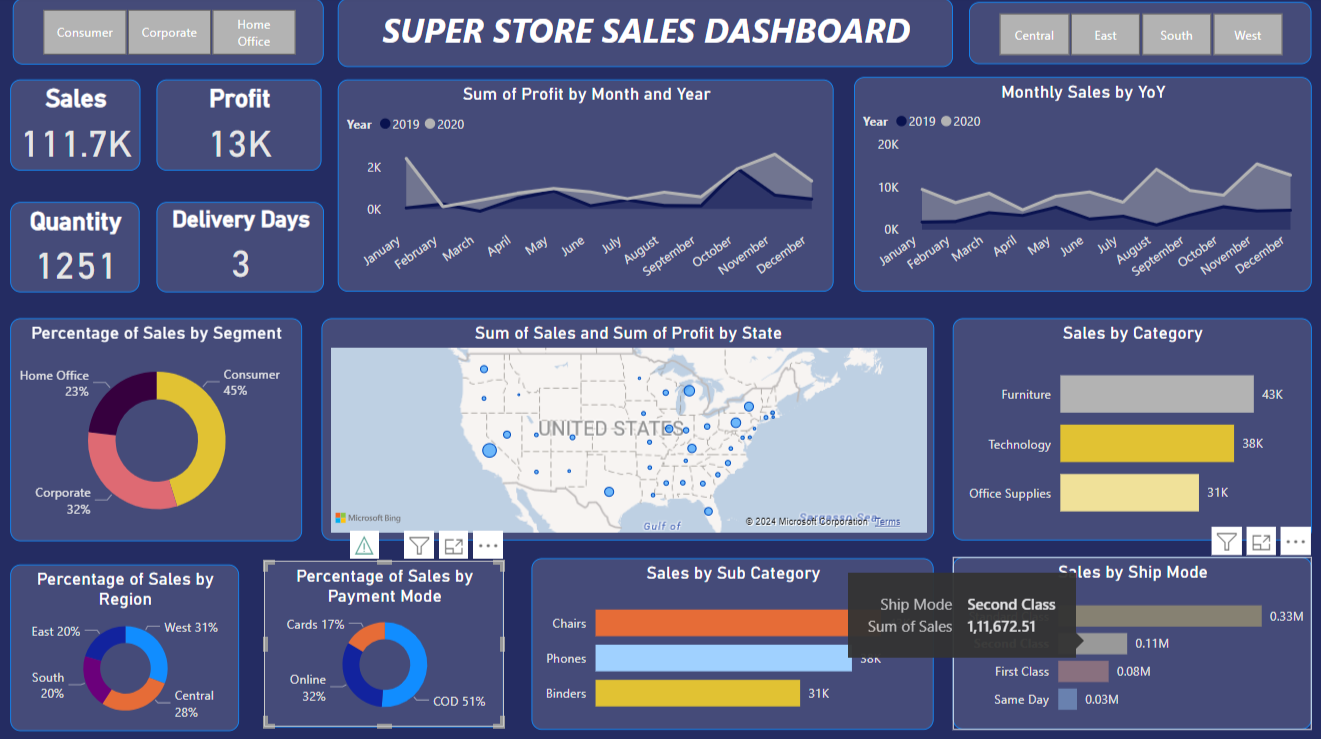 Consumer
Corporate
Home
Office
SUPER STORE SALES DASHBOARD
Central
East
South
West
Sales
111.7K
Profit
13K
Quantity
1251
Delivery Days
3
Sum of Profit by Month and Year
Year 2019 2020
2K
0K
January
February
March
April
May
June
July
August
September
October
November
December
Monthly Sales by YoY
Year 2019 2020
20K
10K
0K
January
February
March
April
May
June
July
August
September
October
November
December
Percentage of Sales by Segment
Home Office
23%
Consumer
45%
Corporate
32%
Sum of Sales and Sum of Profit by State
UNITED STATES
Gulf of
Sargasso Sea
Microsoft Bing
© 2024 Microsoft Corporation Terms
Sales by Category
Furniture 43K
Technology 38K
Office Supplies 31K
Percentage of Sales by
Region
East 20%
West 31%
South
20%
Central
28%
Percentage of Sales by
Payment Mode
Cards 17%
Online
32%
COD 51%
Sales by Sub Category
Chairs
Phones 38K
Binders 31K
Sales by Ship Mode
Ship Mode Second Class
Sum of Sales 1,11,672.51
0.33M
Second Class 0.11M
First Class 0.08M
Same Day 0.03M